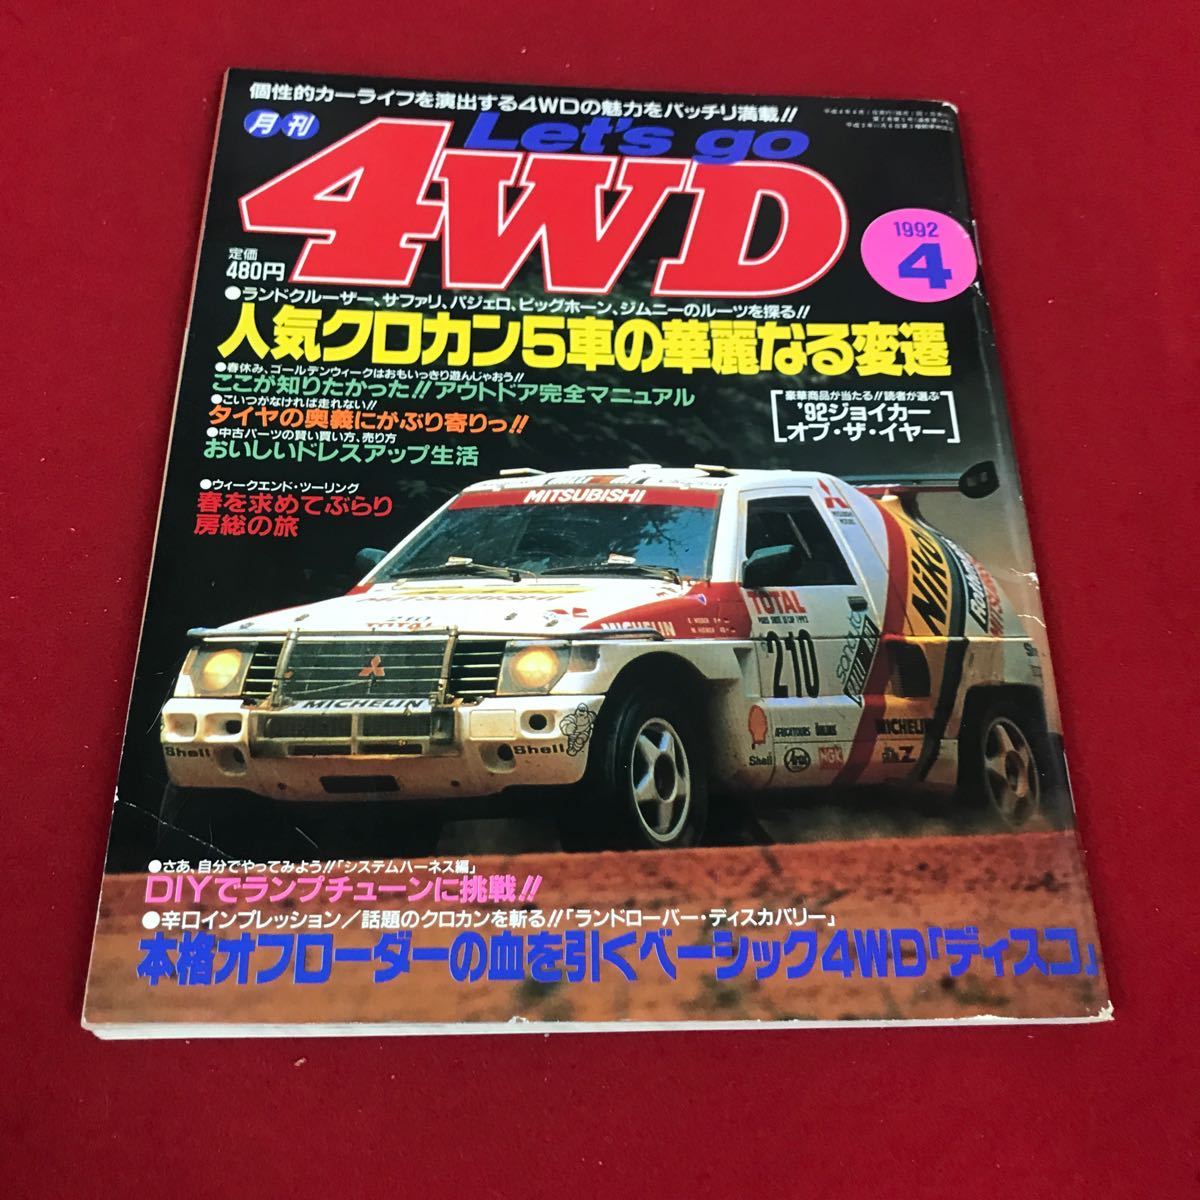 個性的カーライフを演出する4WDの魅力をバッチリ満載!!
月刊
Let's go
4WD
1992
4
定価
480円
●ランドクルーザー、サファリ、パジェロ、ビッグホーン、ジムニーのルーツを探る!!
人気クロカン5車の華麗なる変遷
●春休み、ゴールデンウィークはおもいっきり遊んじゃおう!!
ここが知りたかった!!アウトドア完全マニュアル
●こいつがなければ走れない!!
タイヤの奥義にがぶり寄りっ!!
●中古パーツの賢い買い方、売り方
おいしいドレスアップ生活
豪華商品が当たる!!読者が選ぶ
'92ジョイカー
オブ・ザ・イヤー
●ウィークエンド・ツーリング
春を求めてぶらり
房総の旅
MITSUBISHI
TOTAL
210
MICHELIN
210
sonauto
MICHELIN
MICHELIN
Shell
Shell
Shell
NGK
●さあ、自分でやってみよう!!「システムハーネス編」
DIYでランプチューンに挑戦!!
●辛口インプレッション/話題のクロカンを斬る!!「ランドローバー・ディスカバリー」
本格オフローダーの血を引くベーシック4WD「ディスコ」